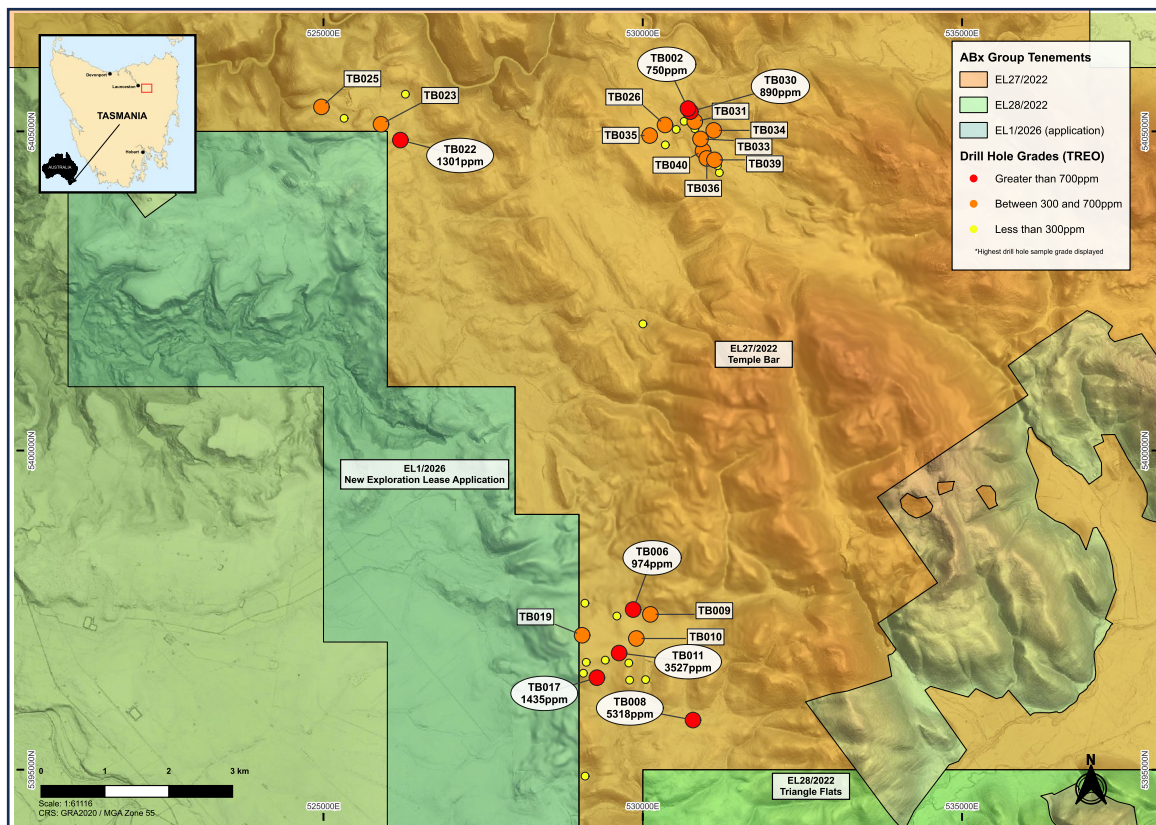 525000E
530000E
535000E
Devonport
Launceston
TASMANIA
Hobart
AUSTRALIA
ABx Group Tenements
EL27/2022
EL28/2022
EL1/2026 (application)
Drill Hole Grades (TREO)
Greater than 700ppm
Between 300 and 700ppm
Less than 300ppm
*Highest drill hole sample grade displayed
TB025
TB023
TB022
1301ppm
TB002
750ppm
TB030
890ppm
TB026
TB031
TB035
TB034
TB033
TB040
TB039
TB036
5405000N
5405000N
EL27/2022
Temple Bar
5400000N
5400000N
EL1/2026
New Exploration Lease Application
TB006
974ppm
TB009
TB019
TB010
TB011
3527ppm
TB017
1435ppm
TB008
5318ppm
5395000N
5395000N
EL28/2022
Triangle Flats
N
0 1 2 3 km
Scale: 1:61116
CRS: GRA2020 / MGA Zone 55
525000E
530000E
535000E